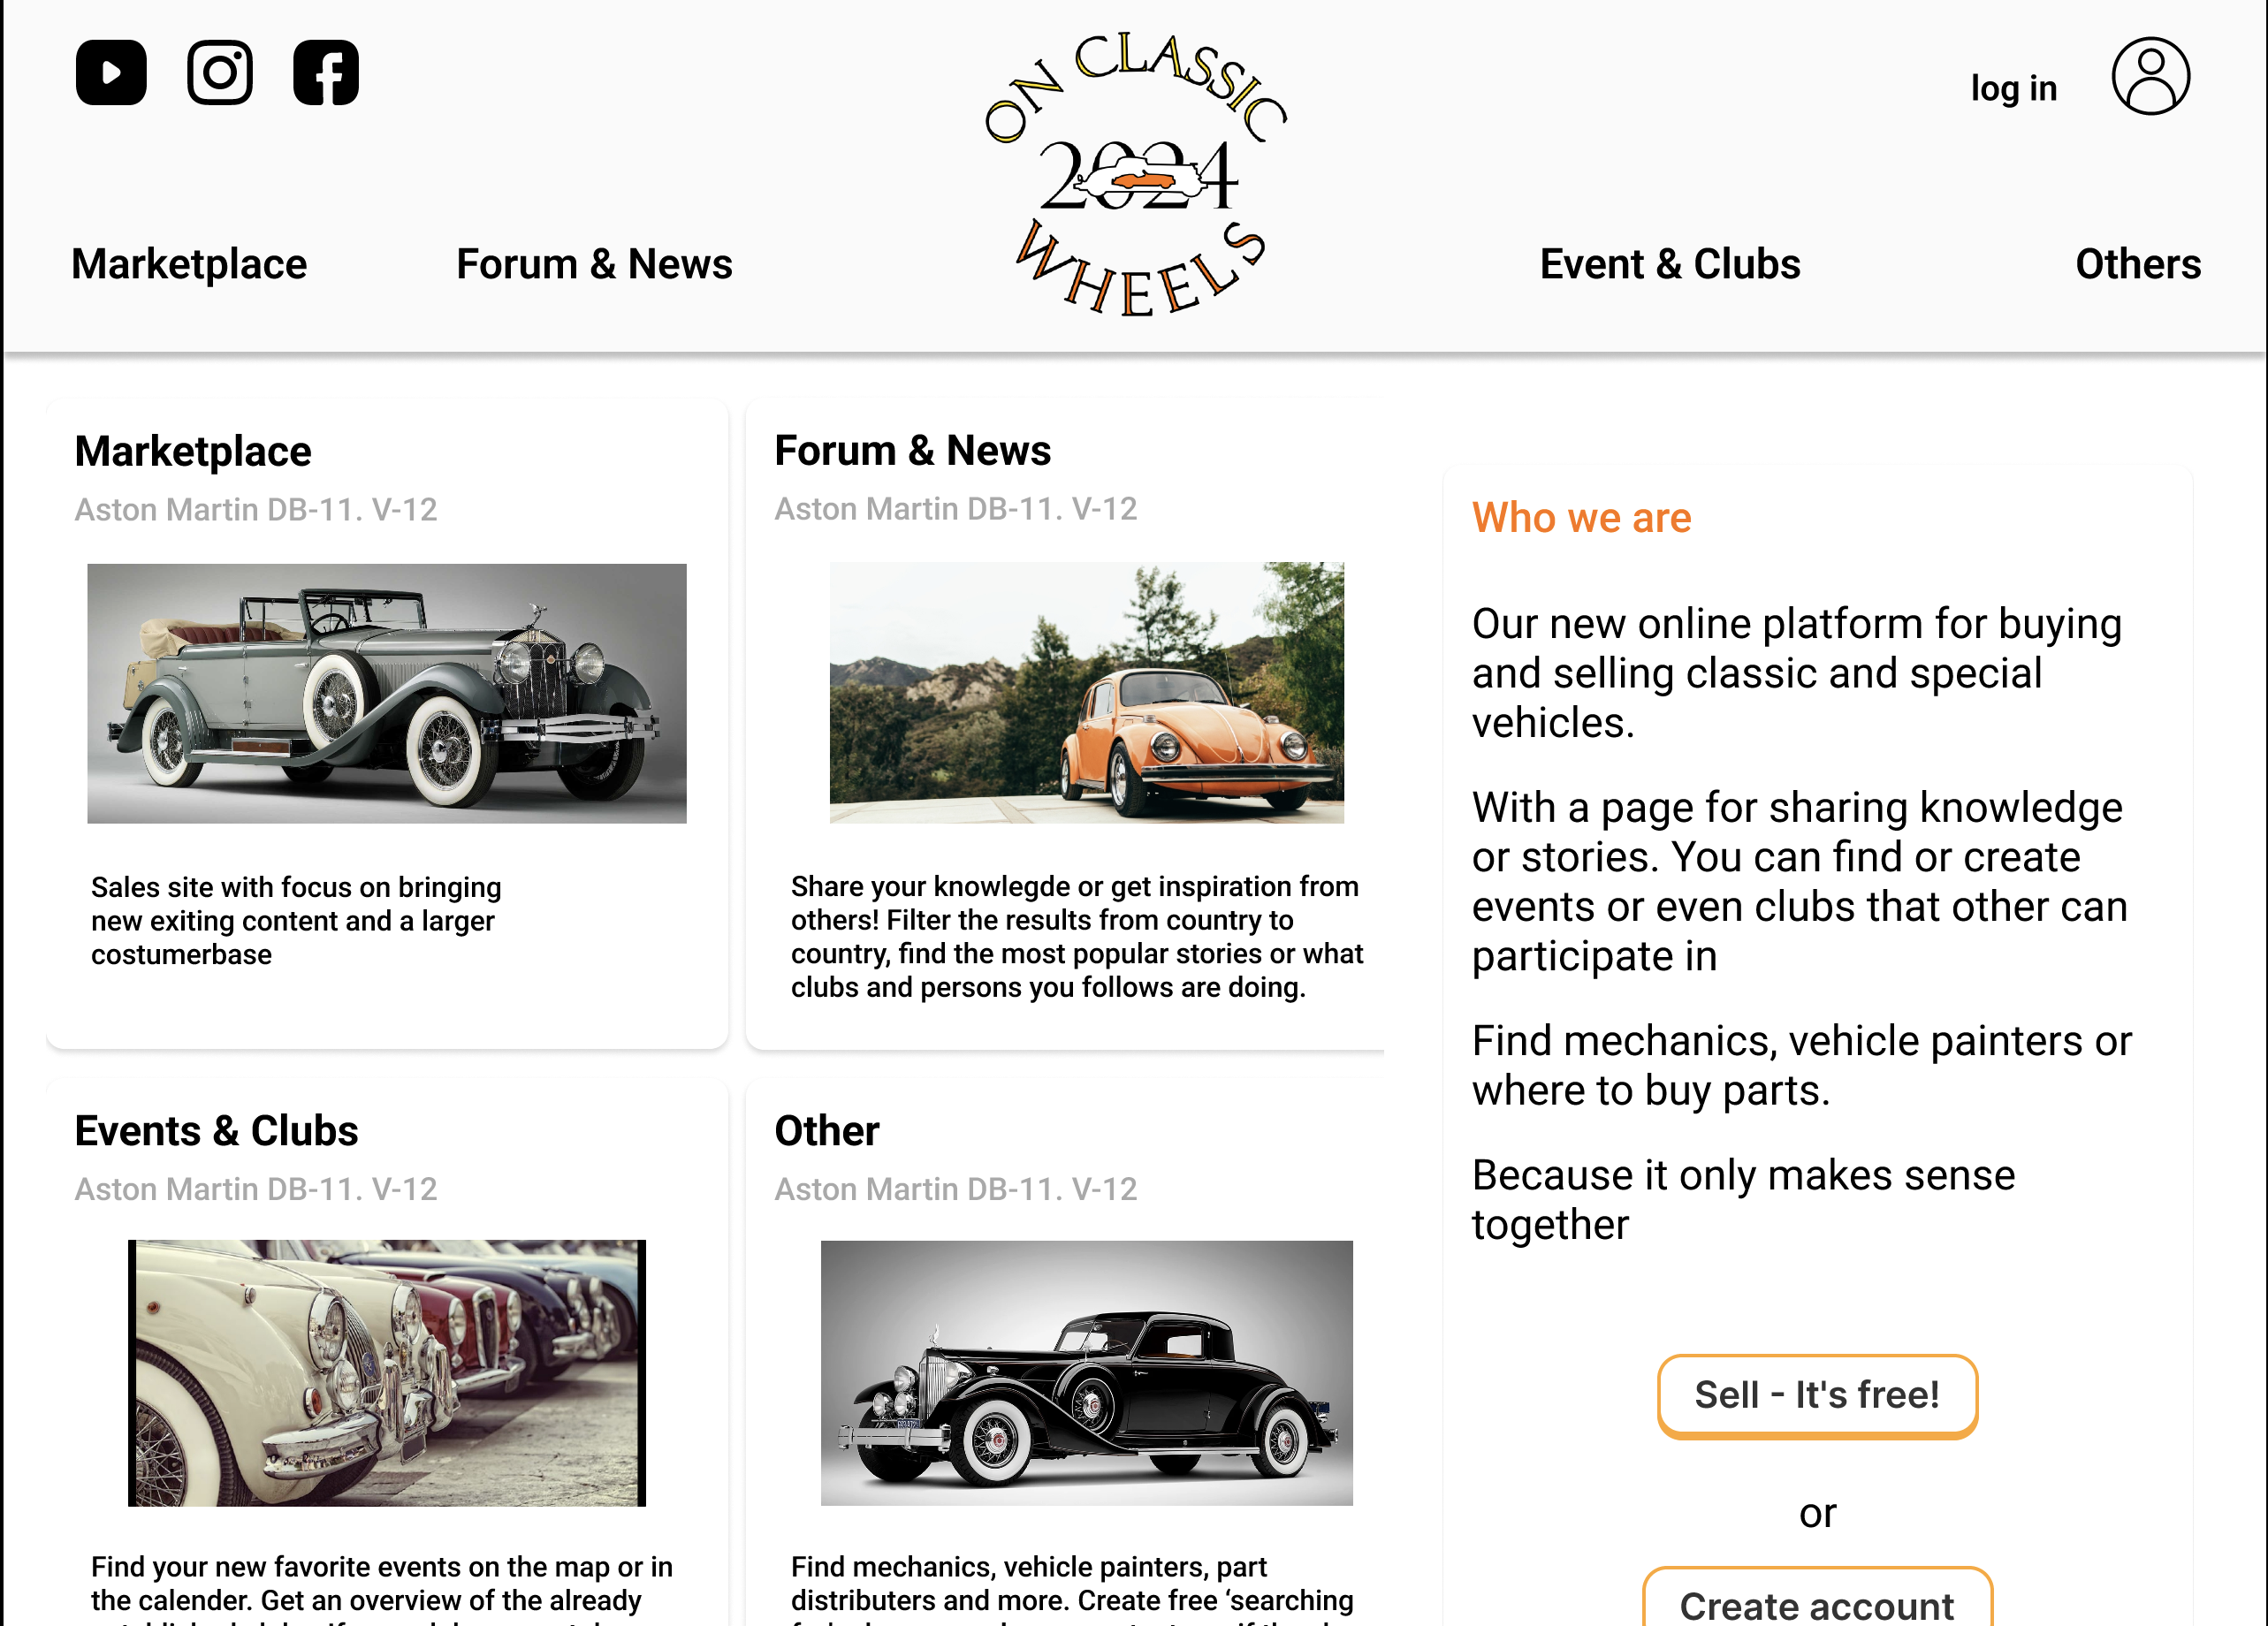 log in
ON CLASSIC
2024
WHEELS
Marketplace
Forum & News
Event & Clubs
Others
Marketplace
Aston Martin DB-11. V-12
Sales site with focus on bringing
new exiting content and a larger
costumerbase
Forum & News
Aston Martin DB-11. V-12
Share your knowlegde or get inspiration from
others! Filter the results from country to
country, find the most popular stories or what
clubs and persons you follows are doing.
Events & Clubs
Aston Martin DB-11. V-12
Find your new favorite events on the map or in
the calender. Get an overview of the already
Other
Aston Martin DB-11. V-12
Find mechanics, vehicle painters, part
distributers and more. Create free ‘searching
Who we are
Our new online platform for buying
and selling classic and special
vehicles.
With a page for sharing knowledge
or stories. You can find or create
events or even clubs that other can
participate in
Find mechanics, vehicle painters or
where to buy parts.
Because it only makes sense
together
Sell - It's free!
or
Create account